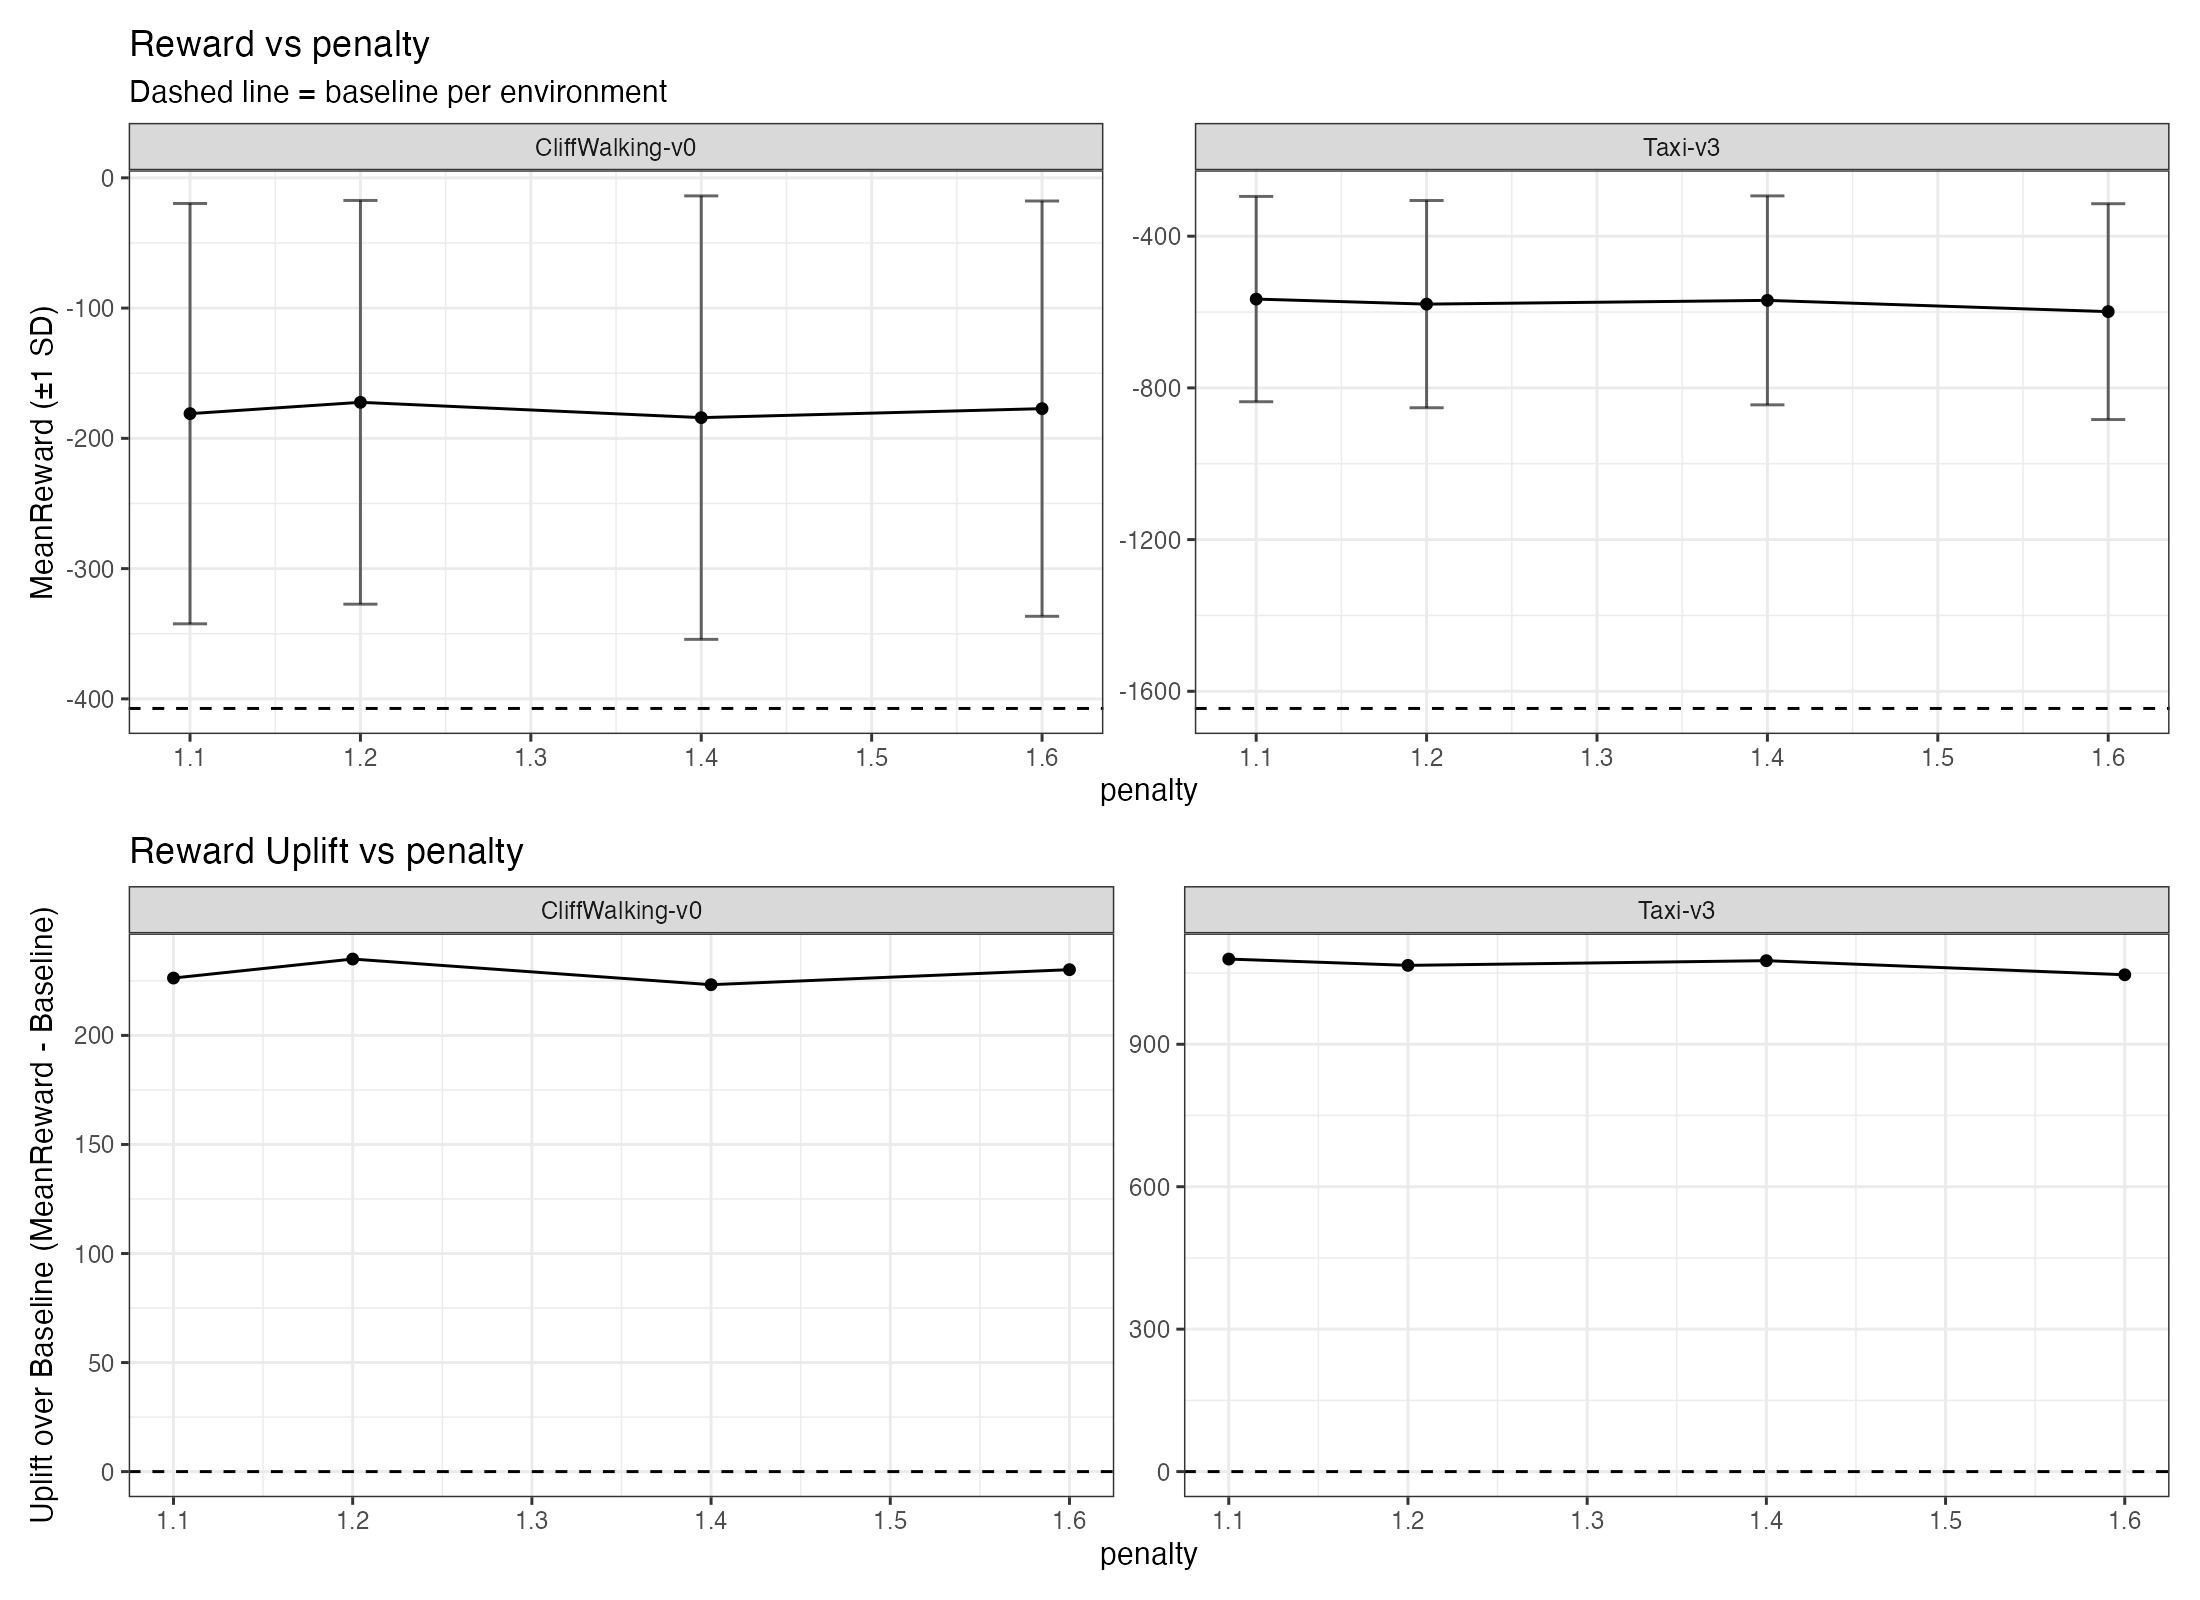 Reward vs penalty
Dashed line = baseline per environment
CliffWalking-v0
Taxi-v3
MeanReward (±1 SD)
0
-100
-200
-300
-400
-400
-800
-1200
-1600
1.1 1.2 1.3 1.4 1.5 1.6
1.1 1.2 1.3 1.4 1.5 1.6
penalty
Reward Uplift vs penalty
CliffWalking-v0
Taxi-v3
Uplift over Baseline (MeanReward - Baseline)
200
150
100
50
0
900
600
300
0
1.1 1.2 1.3 1.4 1.5 1.6
1.1 1.2 1.3 1.4 1.5 1.6
penalty